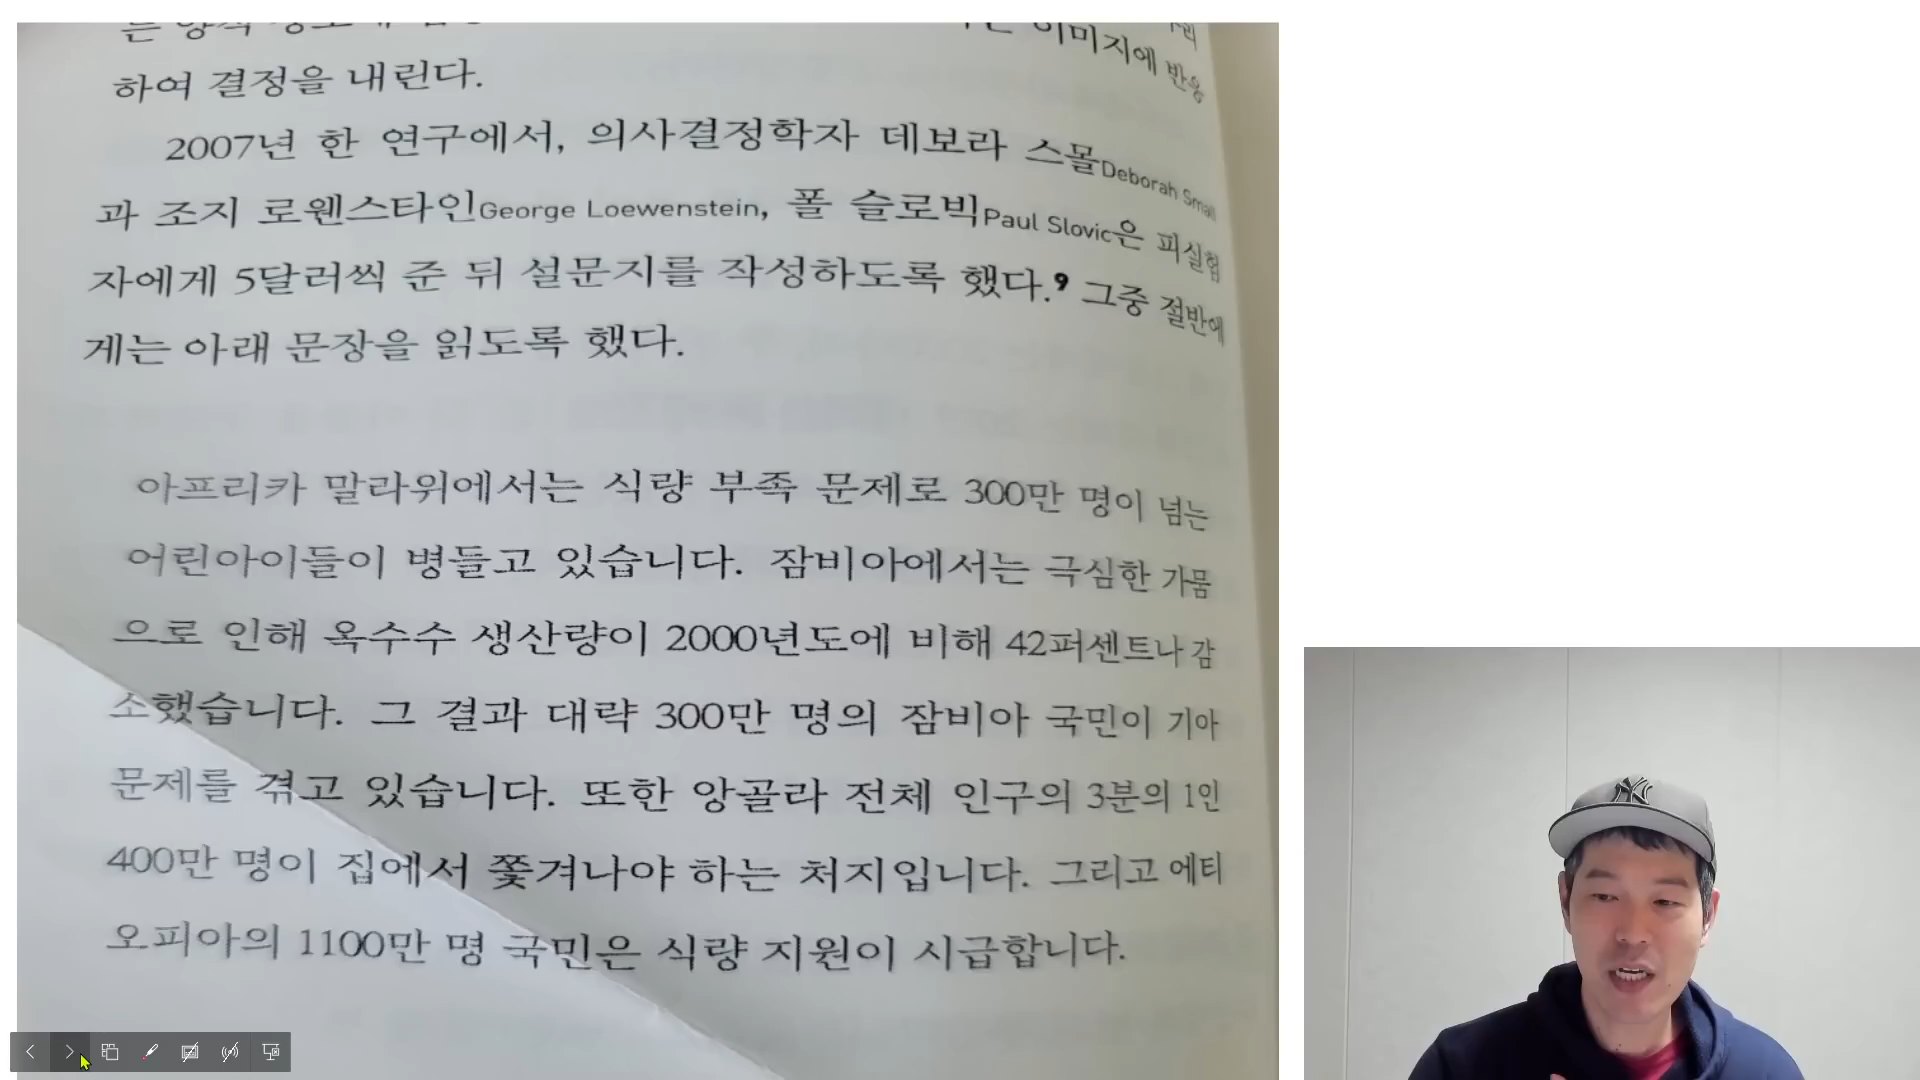 이미지에 반응
하여 결정을 내린다.
2007년 한 연구에서, 의사결정학자 데보라 스몰Deborah Small
과 조지 로웬스타인George Loewenstein, 폴 슬로빅Paul Slovic은 피실험
자에게 5달러씩 준 뒤 설문지를 작성하도록 했다.9 그중 절반에
게는 아래 문장을 읽도록 했다.
아프리카 말라위에서는 식량 부족 문제로 300만 명이 넘는
어린아이들이 병들고 있습니다. 잠비아에서는 극심한 가뭄
으로 인해 옥수수 생산량이 2000년도에 비해 42퍼센트나 감
소했습니다. 그 결과 대략 300만 명의 잠비아 국민이 기아
문제를 겪고 있습니다. 또한 앙골라 전체 인구의 3분의 1인
400만 명이 집에서 쫓겨나야 하는 처지입니다. 그리고 에티
오피아의 1100만 명 국민은 식량 지원이 시급합니다.
NY